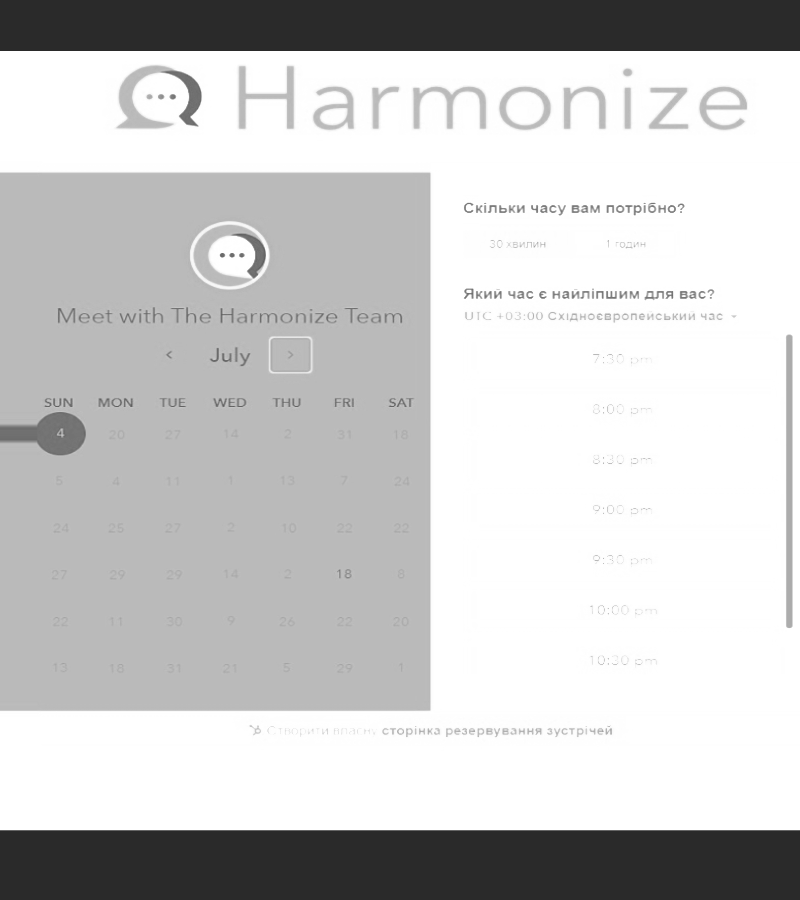 Harmonize
Meet with The Harmonize Team
July
SUN MON TUE WED THU FRI SAT
4 20 27 14 2 31 18
5 4 11 1 13 7 24
24 25 27 2 10 22 22
27 29 29 14 2 18 8
22 11 30 9 26 22 20
13 18 31 21 5 29 1
Скільки часу вам потрібно?
30 хвилин 1 годин
Який час є найліпшим для вас?
UTC +03:00 Східноєвропейський час
7:30 pm
8:00 pm
8:30 pm
9:00 pm
9:30 pm
10:00 pm
10:30 pm
Створити власну сторінка резервування зустрічей